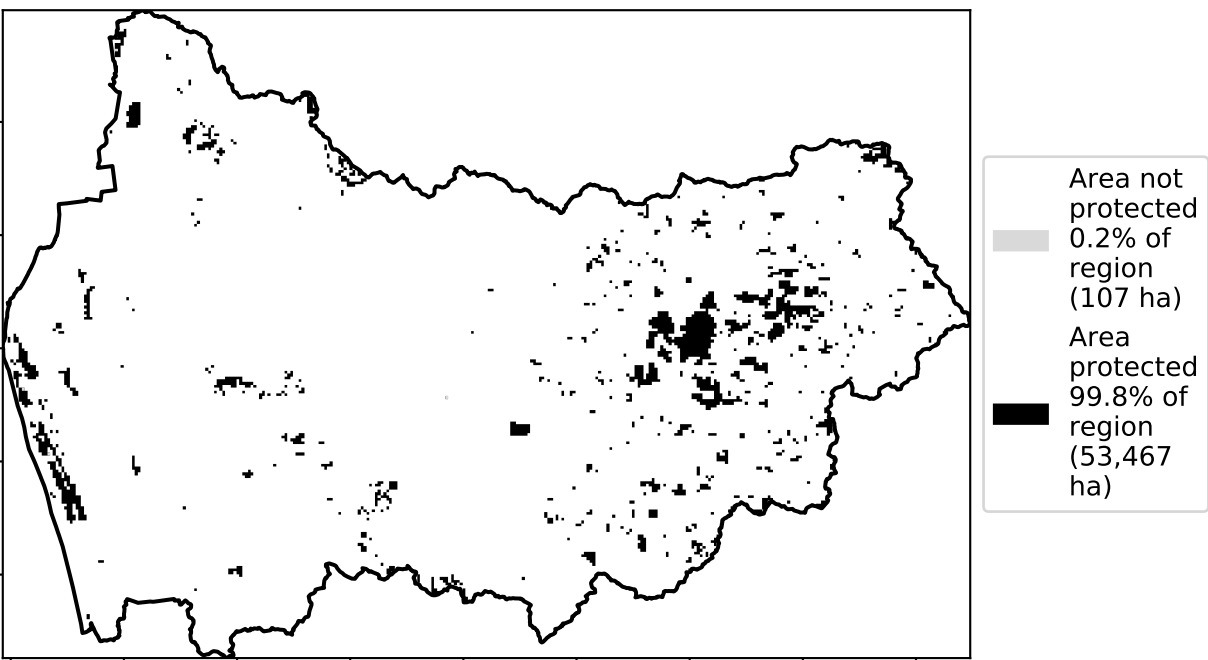 Area not
protected
0.2% of
region
(107 ha)
Area
protected
99.8% of
region
(53,467
ha)